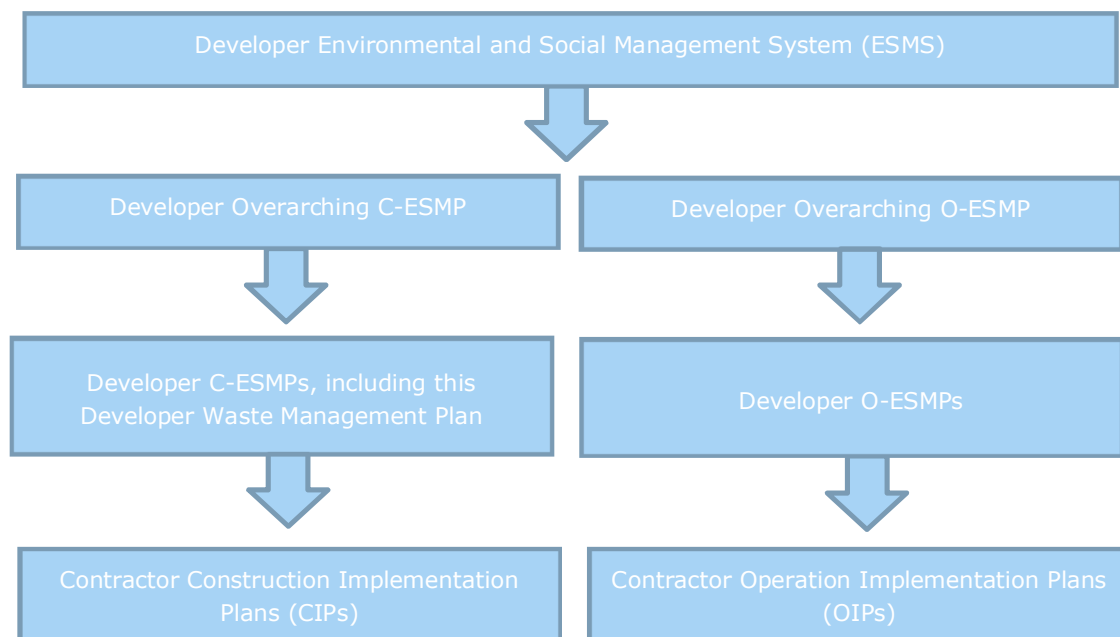 Developer Environmental and Social Management System (ESMS)
Developer Overarching C-ESMP
Developer Overarching O-ESMP
Developer C-ESMPs, including this
Developer Waste Management Plan
Developer O-ESMPs
Contractor Construction Implementation
Plans (CIPs)
Contractor Operation Implementation Plans
(OIPs)